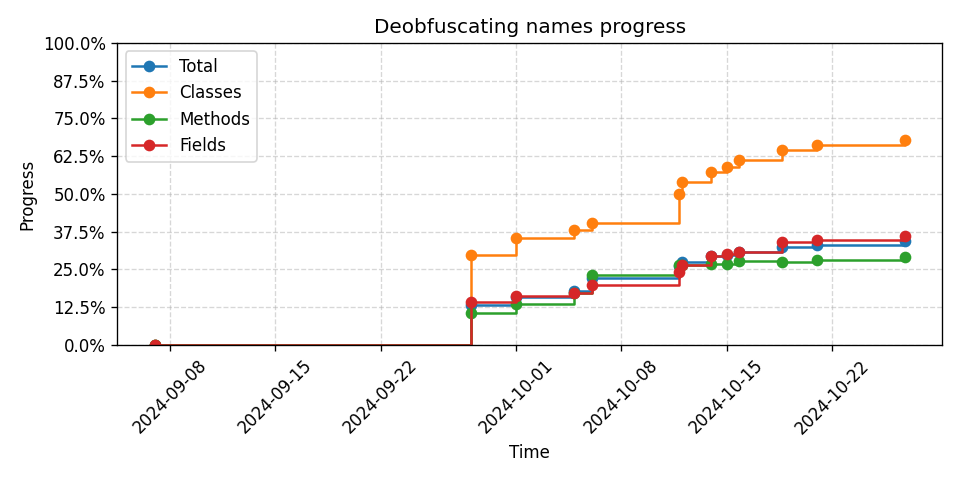 Deobfuscating names progress
100.0%
87.5%
75.0%
62.5%
50.0%
37.5%
25.0%
12.5%
0.0%
Progress
Total
Classes
Methods
Fields
2024-09-08
2024-09-15
2024-09-22
2024-10-01
2024-10-08
2024-10-15
2024-10-22
Time